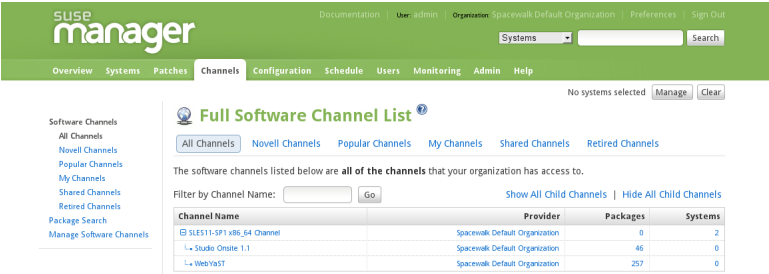 SUSE
manager
Documentation | User: admin | Organization: Spacewalk Default Organization | Preferences | Sign Out
Systems Search
Overview Systems Patches Channels Configuration Schedule Users Monitoring Admin Help
No systems selected Manage Clear
Software Channels
All Channels
Novell Channels
Popular Channels
My Channels
Shared Channels
Retired Channels
Package Search
Manage Software Channels
Full Software Channel List ?
All Channels Novell Channels Popular Channels My Channels Shared Channels Retired Channels
The software channels listed below are all of the channels that your organization has access to.
Filter by Channel Name: Go Show All Child Channels | Hide All Child Channels
Channel Name Provider Packages Systems
SLES11-SP1 x86_64 Channel Spacewalk Default Organization 0 2
Studio Onsite 1.1 Spacewalk Default Organization 46 0
WebYaST Spacewalk Default Organization 257 0